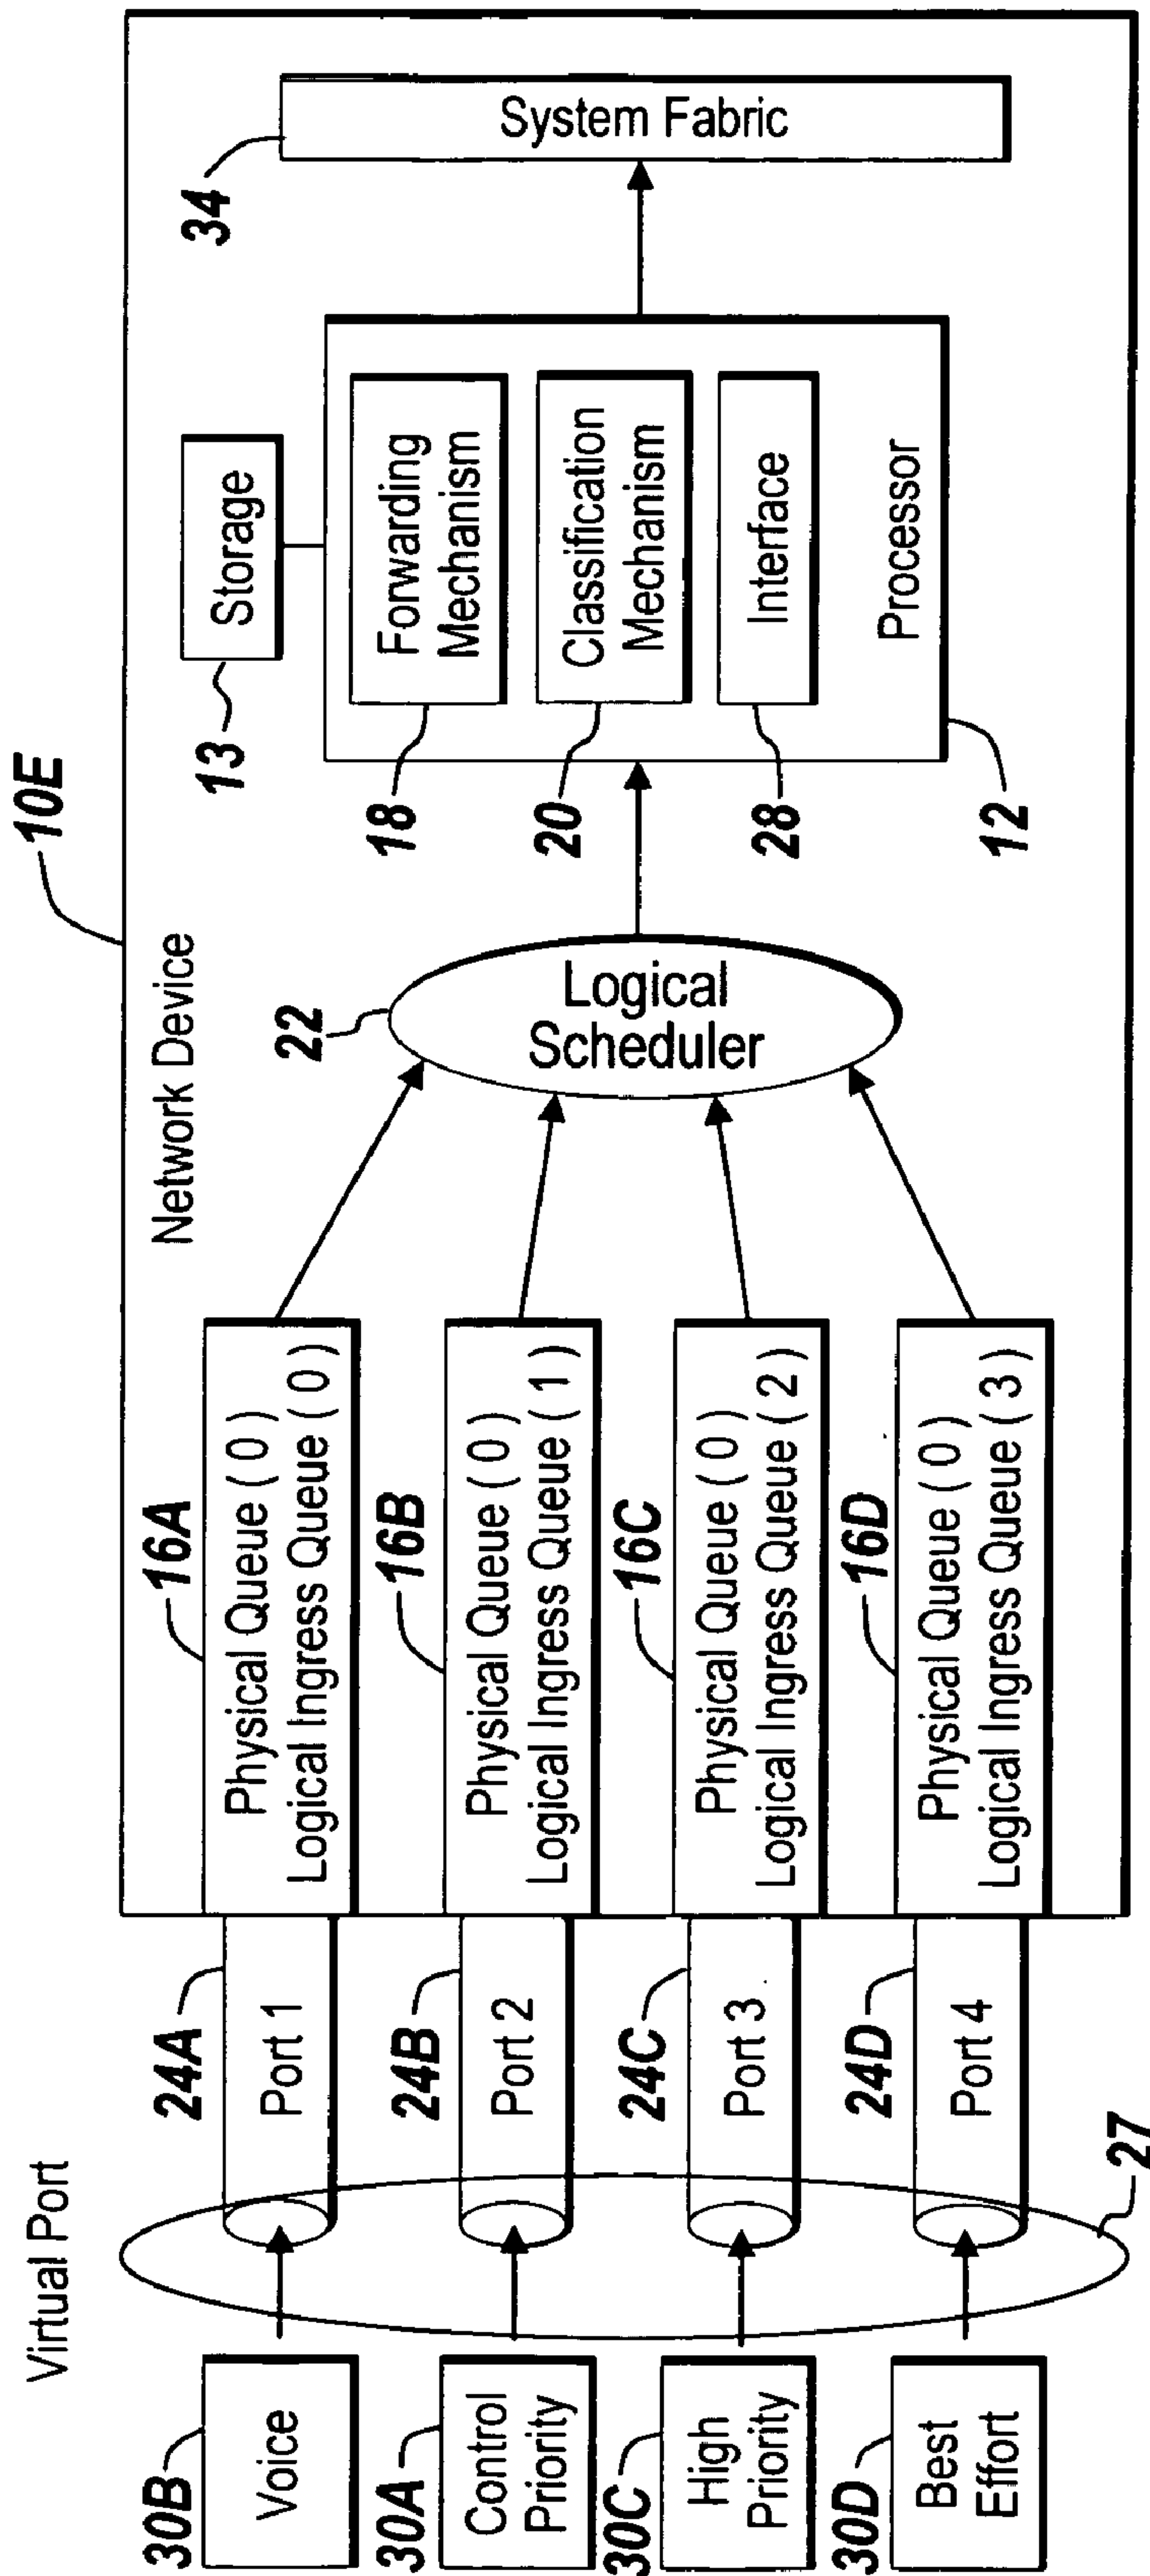 10E
Network Device
Virtual Port
30B
Voice
24A
Port 1
16A
Physical Queue ( 0 )
Logical Ingress Queue ( 0 )
30A
Control
Priority
24B
Port 2
16B
Physical Queue ( 0 )
Logical Ingress Queue ( 1 )
30C
High
Priority
24C
Port 3
16C
Physical Queue ( 0 )
Logical Ingress Queue ( 2 )
30D
Best
Effort
24D
Port 4
16D
Physical Queue ( 0 )
Logical Ingress Queue ( 3 )
27
22
Logical
Scheduler
13
Storage
18
Forwarding
Mechanism
20
Classification
Mechanism
28
Interface
Processor
12
34
System Fabric